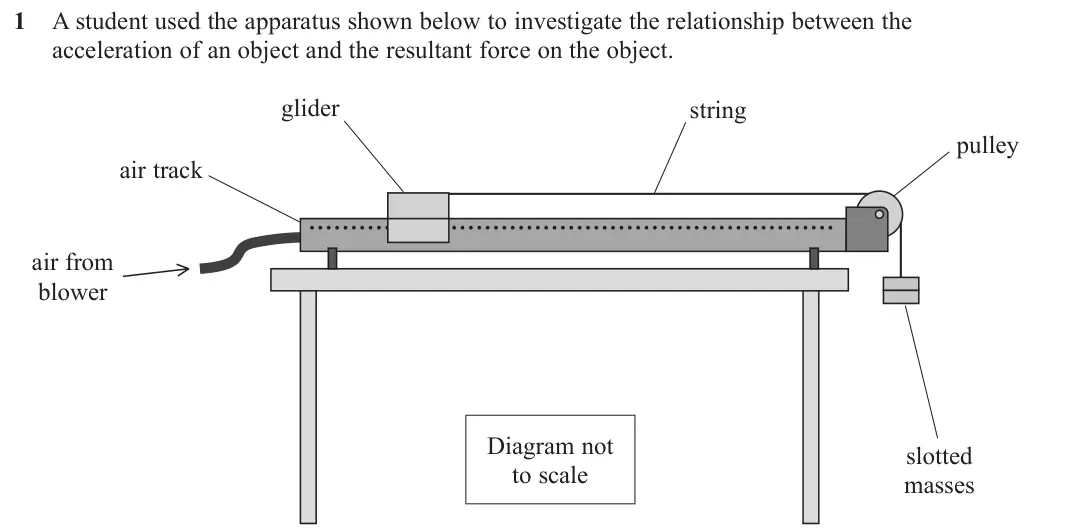 1 A student used the apparatus shown below to investigate the relationship between the
acceleration of an object and the resultant force on the object.
glider
string
pulley
air track
air from
blower
Diagram not
to scale
slotted
masses